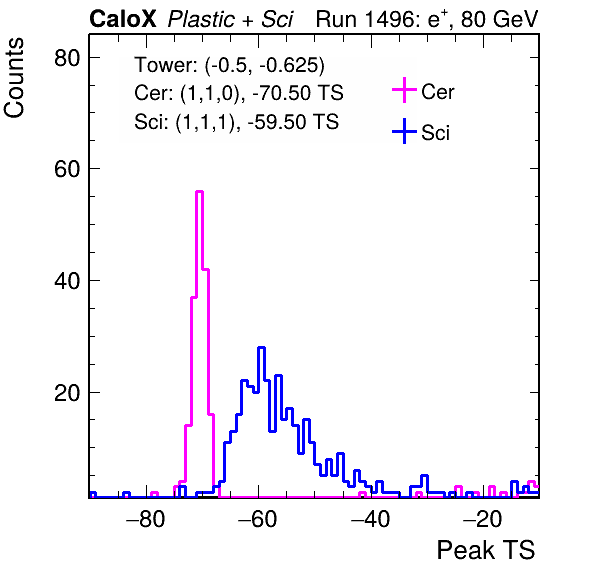 CaloX Plastic + Sci Run 1496: e+, 80 GeV
Counts
Tower: (-0.5, -0.625)
Cer: (1,1,0), -70.50 TS
Sci: (1,1,1), -59.50 TS
Cer
Sci
80
60
40
20
−80 −60 −40 −20
Peak TS